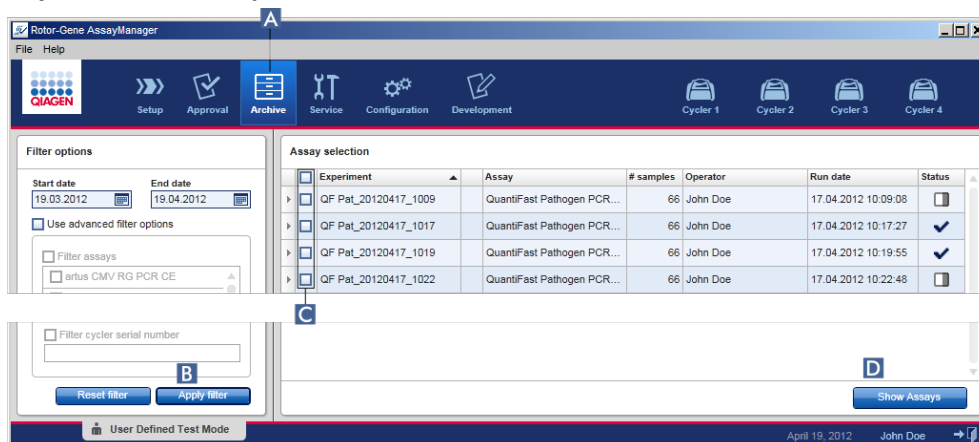 A
Rotor-Gene AssayManager
File Help
QIAGEN
Setup Approval Archive Service Configuration Development Cycler 1 Cycler 2 Cycler 3 Cycler 4
Filter options
Start date End date
19.03.2012 19.04.2012
Use advanced filter options
Filter assays
artus CMV RG PCR CE
Filter cycler serial number
B
Reset filter Apply filter
Assay selection
Experiment Assay # samples Operator Run date Status
QF Pat_20120417_1009 QuantiFast Pathogen PCR... 66 John Doe 17.04.2012 10:09:08
QF Pat_20120417_1017 QuantiFast Pathogen PCR... 66 John Doe 17.04.2012 10:17:27
QF Pat_20120417_1019 QuantiFast Pathogen PCR... 66 John Doe 17.04.2012 10:19:55
QF Pat_20120417_1022 QuantiFast Pathogen PCR... 66 John Doe 17.04.2012 10:22:48
C
D
Show Assays
User Defined Test Mode
April 19, 2012 John Doe